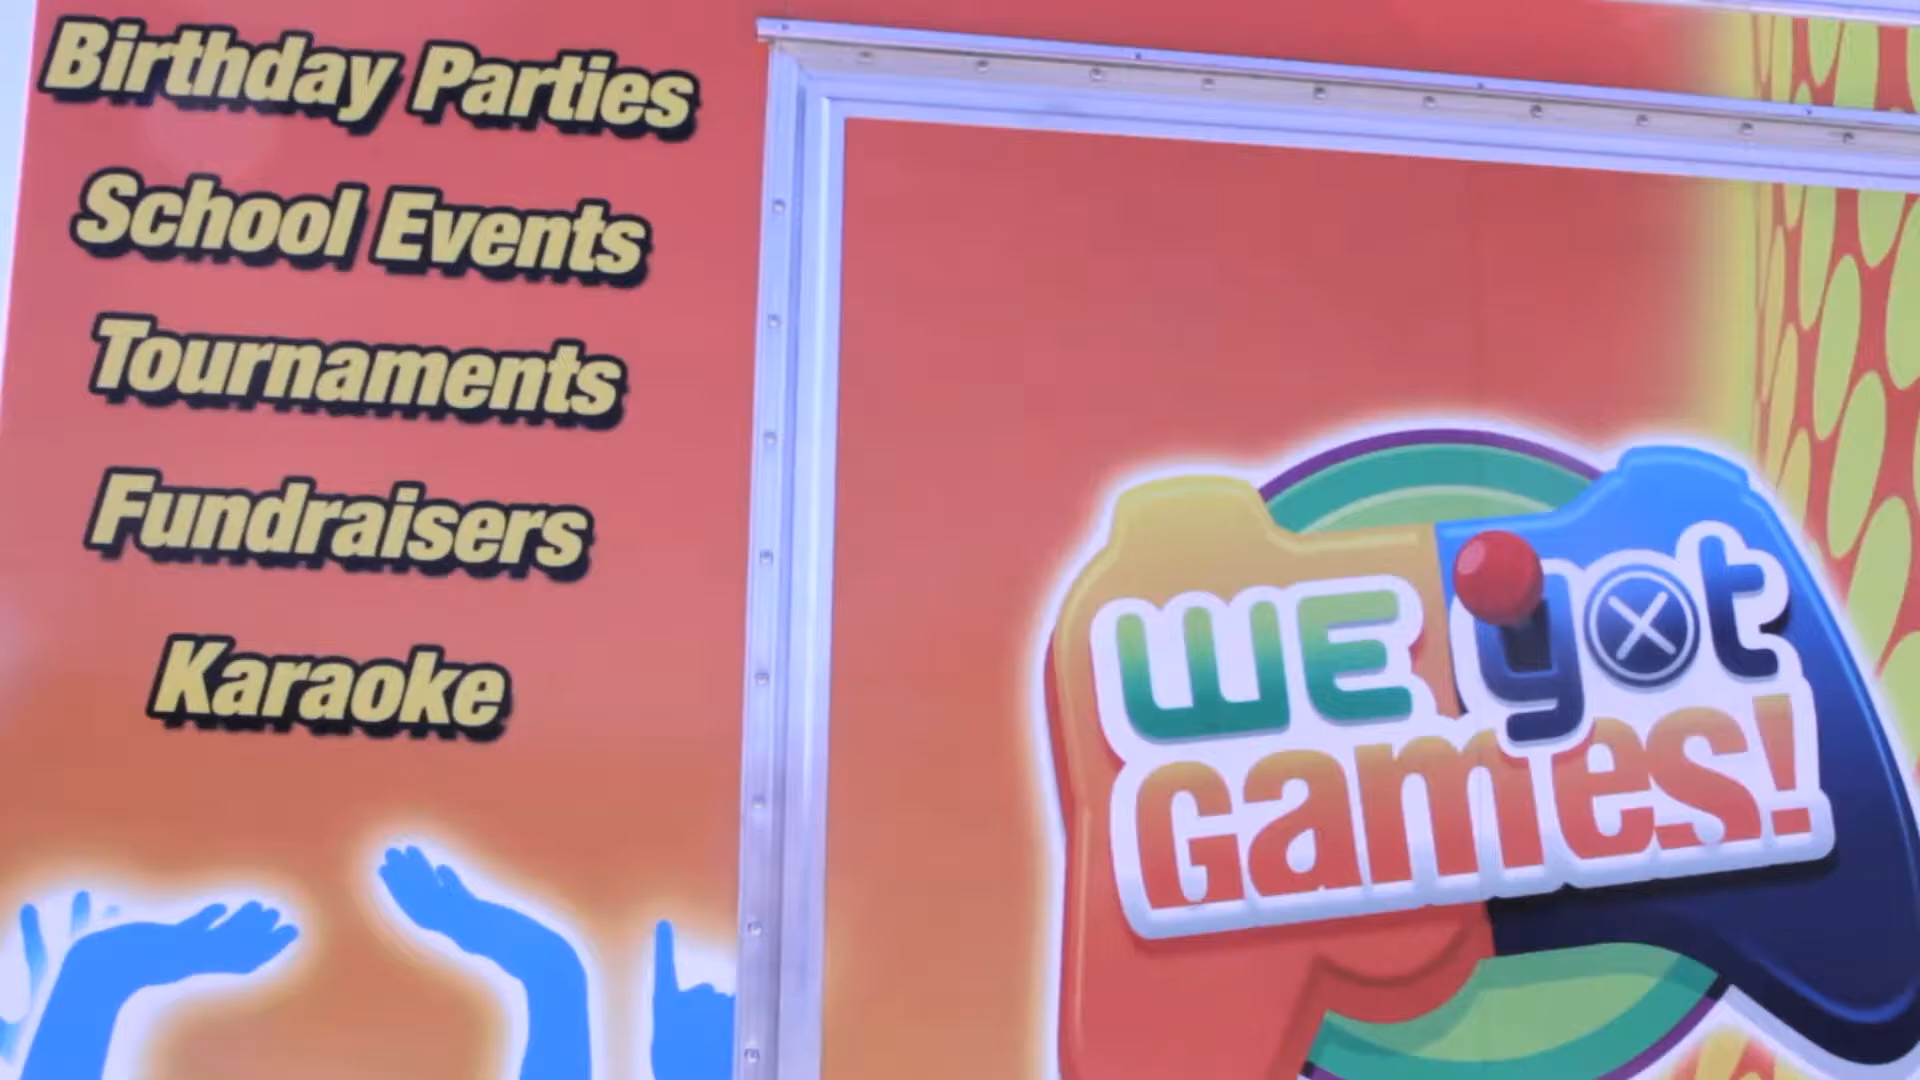 Birthday Parties
School Events
Tournaments
Fundraisers
Karaoke
WE got
Games!